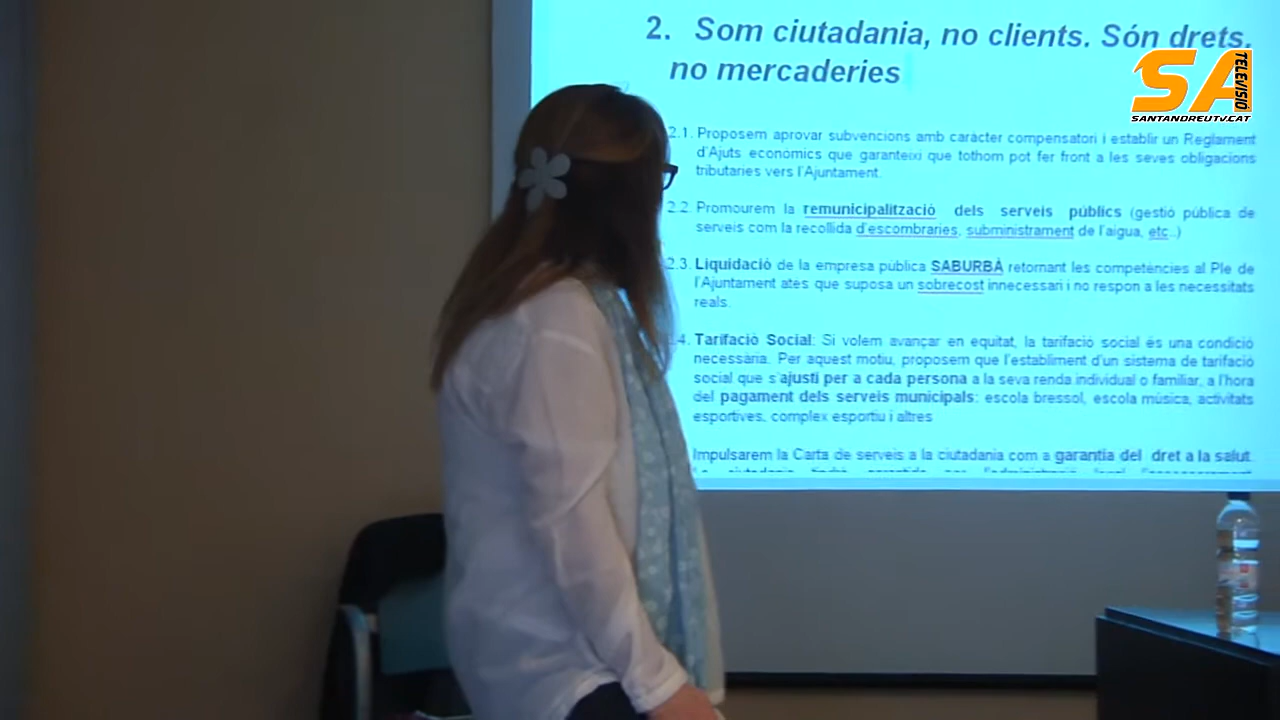 2. Som ciutadania, no clients. Són drets,
no mercaderies
SA
TELEVISIÓ
SANTANDREUTV.CAT
2.1. Proposem aprovar subvencions amb caràcter compensatori i establir un Reglament
d'Ajuts econòmics que garanteixi que tothom pot fer front a les seves obligacions
tributaries vers l'Ajuntament.
2.2. Promourem la remunicipalització dels serveis públics (gestió pública de
serveis com la recollida d'escombraries, subministrament de l'aigua, etc..)
2.3. Liquidació de la empresa pública SABURBÀ retornant les competències al Ple de
l'Ajuntament atès que suposa un sobrecost innecessari i no respon a les necessitats
reals.
.4. Tarifació Social: Si volem avançar en equitat, la tarifació social és una condició
necessària. Per aquest motiu, proposem que l'establiment d'un sistema de tarifació
social que s'ajusti per a cada persona a la seva renda individual o familiar, a l'hora
del pagament dels serveis municipals: escola bressol, escola música, activitats
esportives, complex esportiu i altres
Impulsarem la Carta de serveis a la ciutadania com a garantia del dret a la salut.